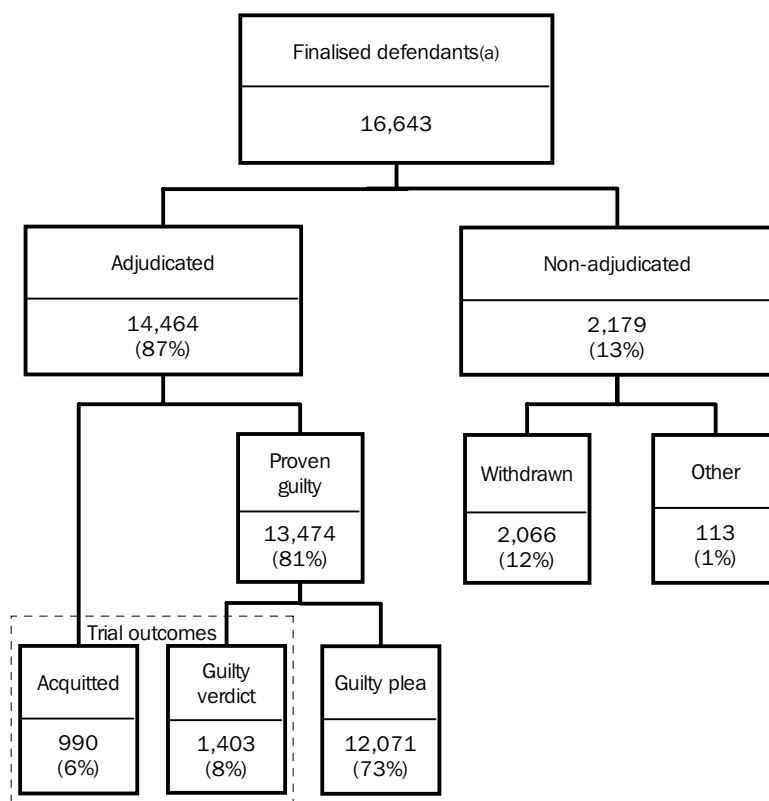 Finalised defendants(a)
16,643
Adjudicated
14,464
(87%)
Non-adjudicated
2,179
(13%)
Proven
guilty
13,474
(81%)
Withdrawn
2,066
(12%)
Other
113
(1%)
Trial outcomes
Acquitted
990
(6%)
Guilty
verdict
1,403
(8%)
Guilty plea
12,071
(73%)